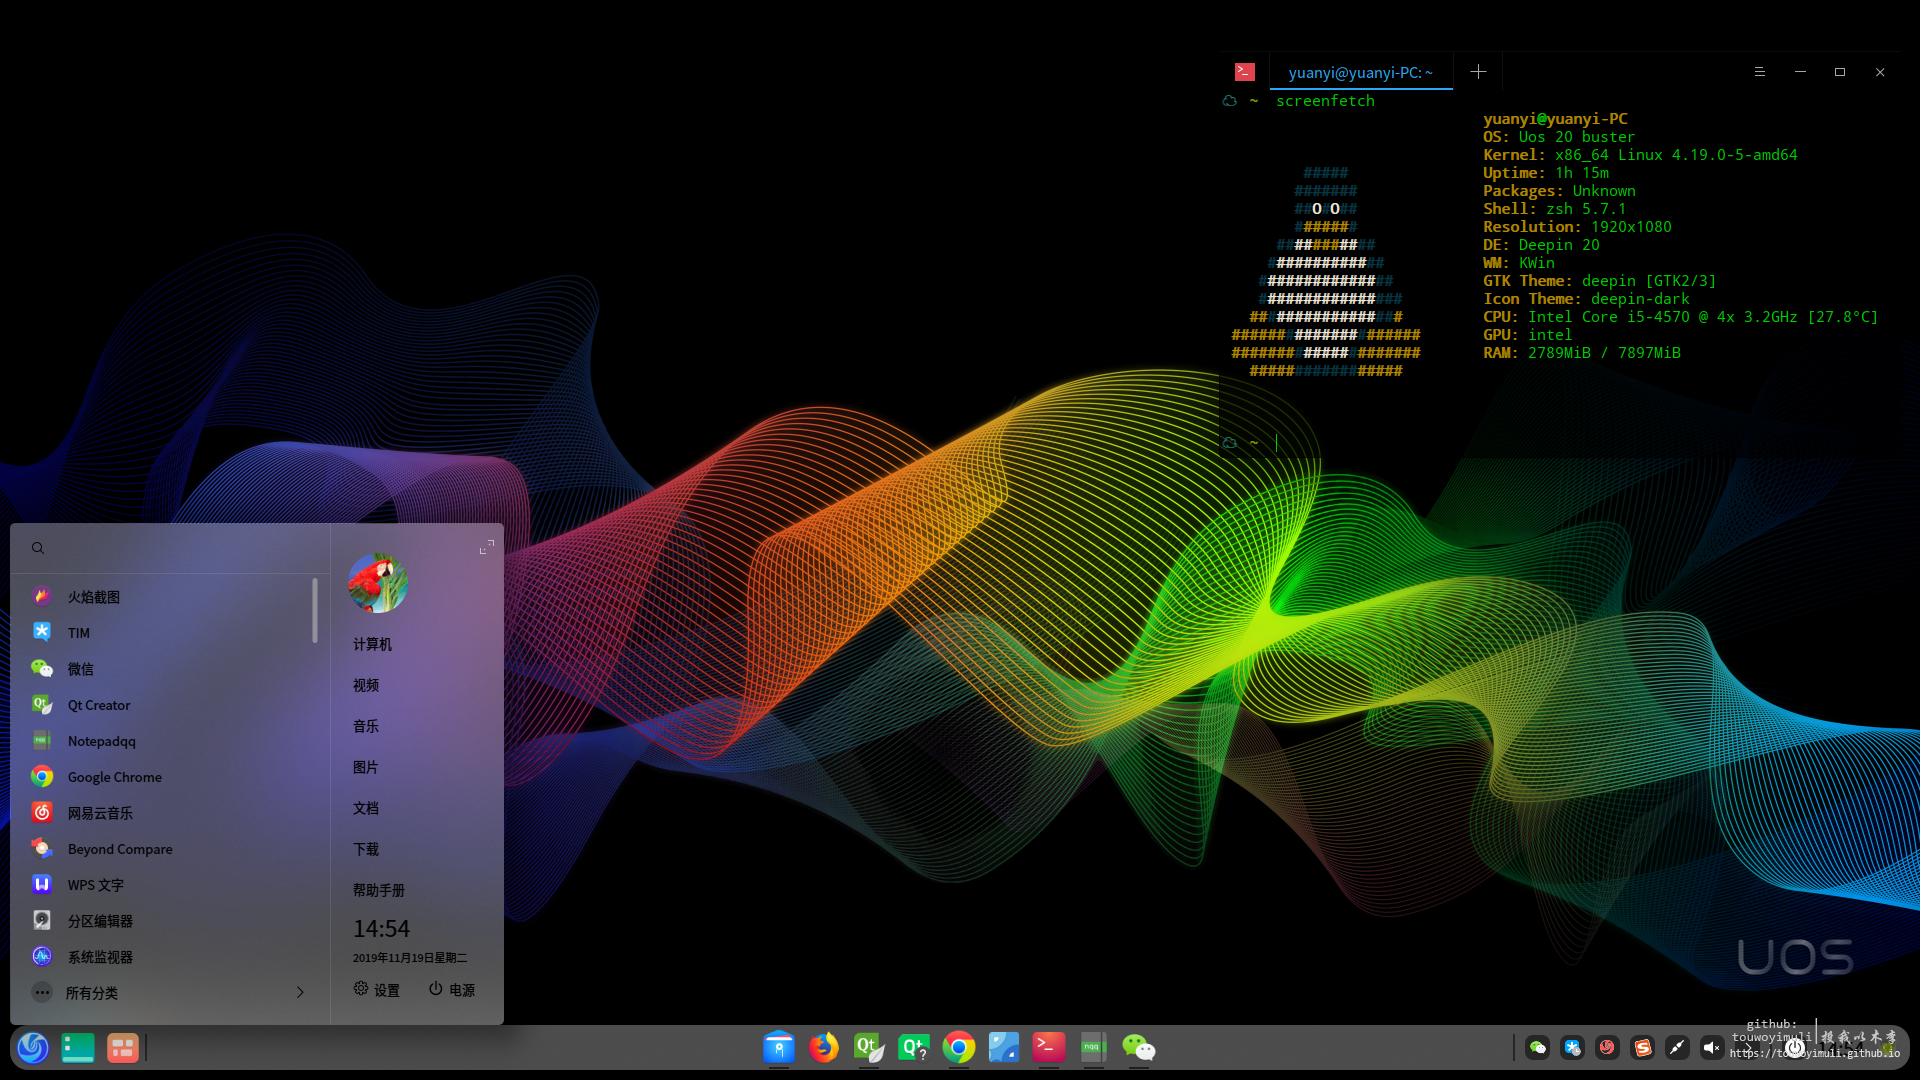 yuanyi@yuanyi-PC: ~
~ screenfetch
yuanyi@yuanyi-PC
OS: Uos 20 buster
Kernel: x86_64 Linux 4.19.0-5-amd64
Uptime: 1h 15m
Packages: Unknown
Shell: zsh 5.7.1
Resolution: 1920x1080
DE: Deepin 20
WM: KWin
GTK Theme: deepin [GTK2/3]
Icon Theme: deepin-dark
CPU: Intel Core i5-4570 @ 4x 3.2GHz [27.8°C]
GPU: intel
RAM: 2789MiB / 7897MiB
#####
#######
##O#O##
#######
###########
#############
###############
################
#################
#####################
#####################
#################
~
火焰截图
TIM
微信
Qt Creator
Notepadqq
Google Chrome
网易云音乐
Beyond Compare
WPS 文字
分区编辑器
系统监视器
所有分类
计算机
视频
音乐
图片
文档
下载
帮助手册
14:54
2019年11月19日星期二
设置
电源
UOS
github:
touwoyimuli
投我以木李
https://touwoyimuli.github.io
14:54